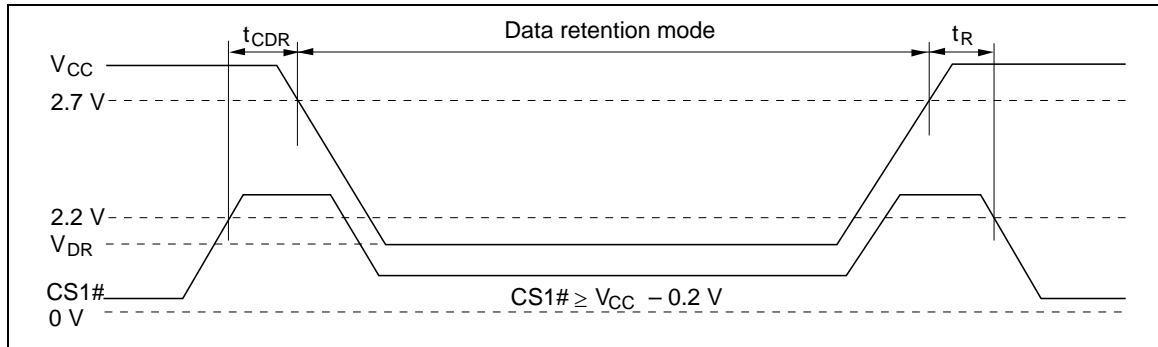 Data retention mode
tCDR
tR
VCC
2.7 V
2.2 V
VDR
CS1#
0 V
CS1# ≥ VCC – 0.2 V